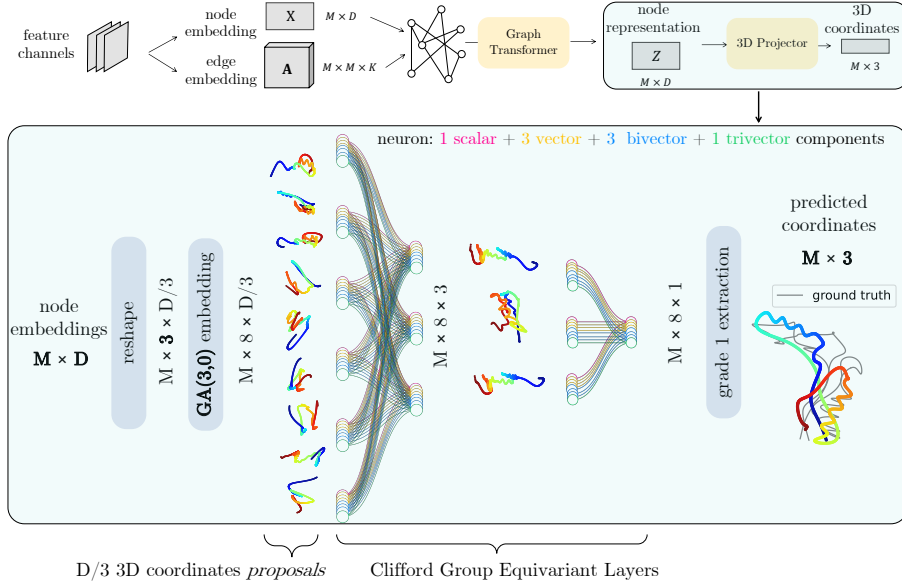 feature
channels
node
embedding
X
M × D
edge embedding
A
M × M × K
Graph
Transformer
node
representation
Z
M × D
3D Projector
3D
coordinates
M × 3
neuron: 1 scalar + 3 vector + 3 bivector + 1 trivector components
node
embeddings
M × D
reshape
M × 3 × D/3
GA(3,0) embedding
M × 8 × D/3
M × 8 × 3
M × 8 × 1
grade 1 extraction
predicted
coordinates
M × 3
ground truth
D/3 3D coordinates proposals
Clifford Group Equivariant Layers